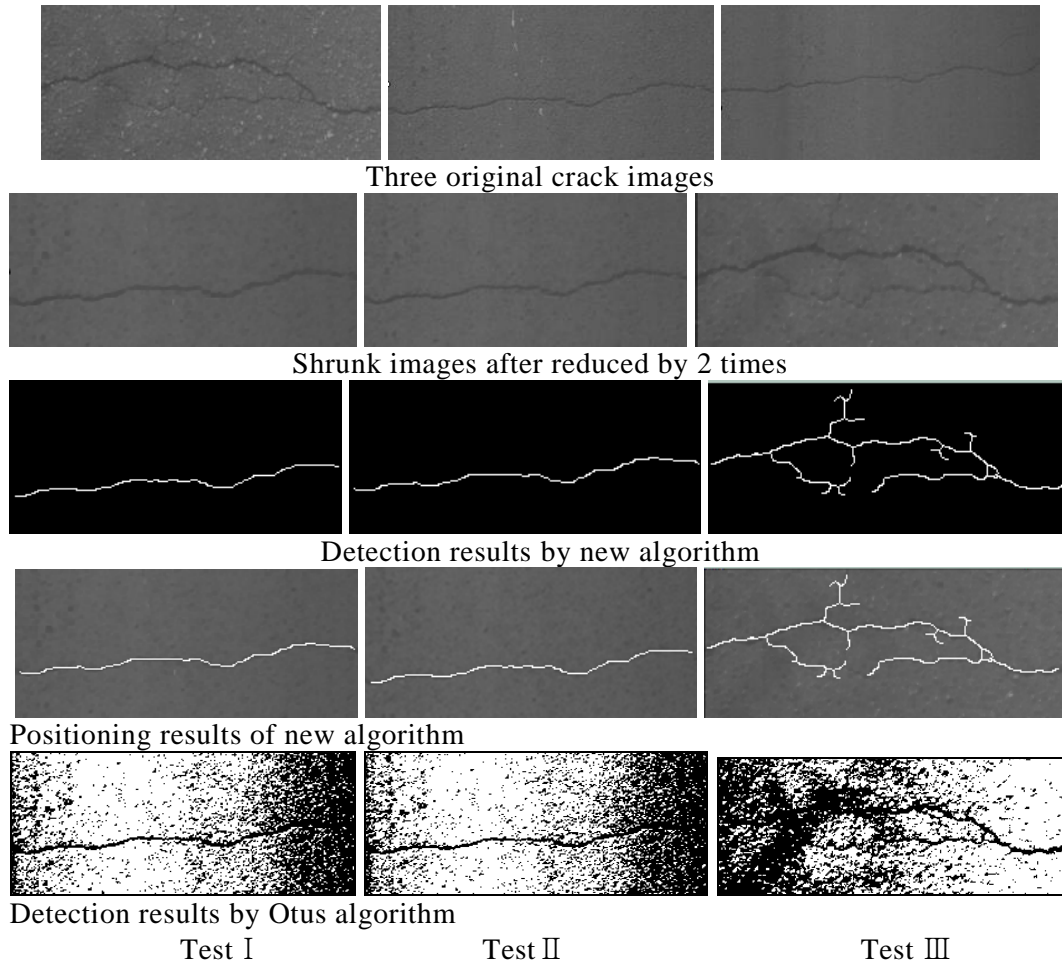 Three original crack images
Shrunk images after reduced by 2 times
Detection results by new algorithm
Positioning results of new algorithm
Detection results by Otus algorithm
Test Ⅰ Test Ⅱ Test Ⅲ